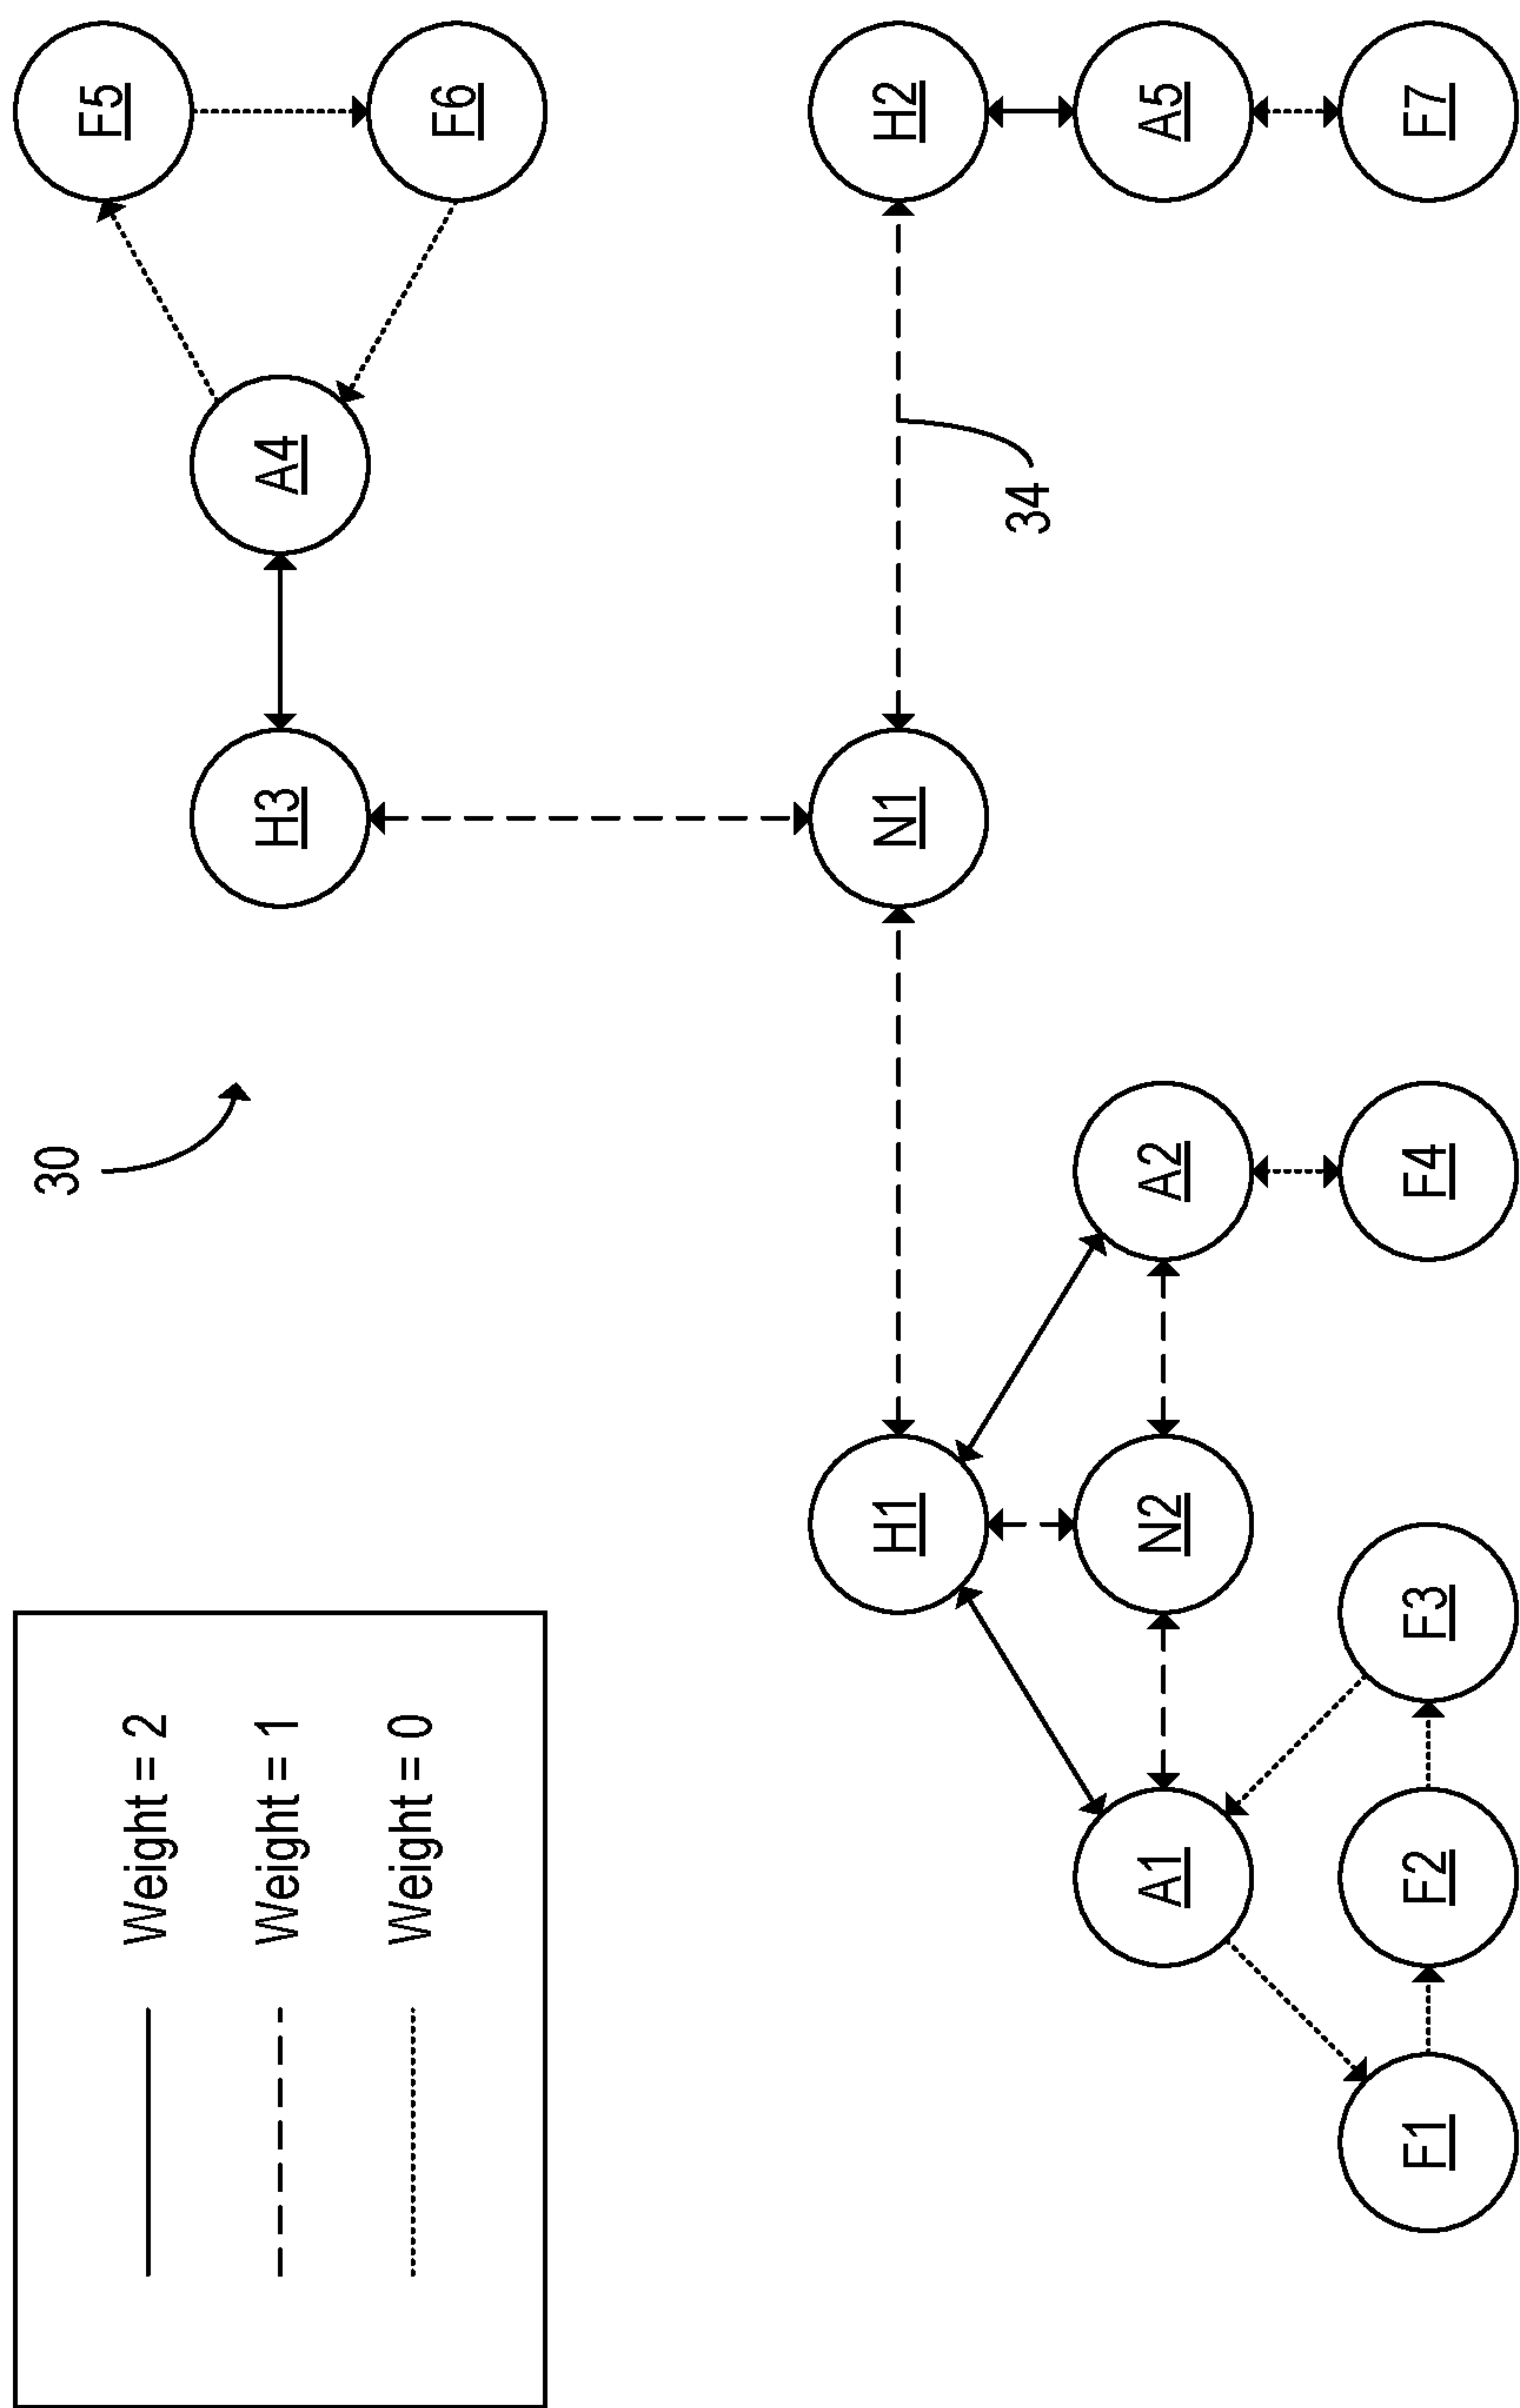 Weight = 2
Weight = 1
Weight = 0
30
F5
F6
A4
H3
H2
A5
F7
34
N1
H1
A2
F4
N2
A1
F3
F2
F1